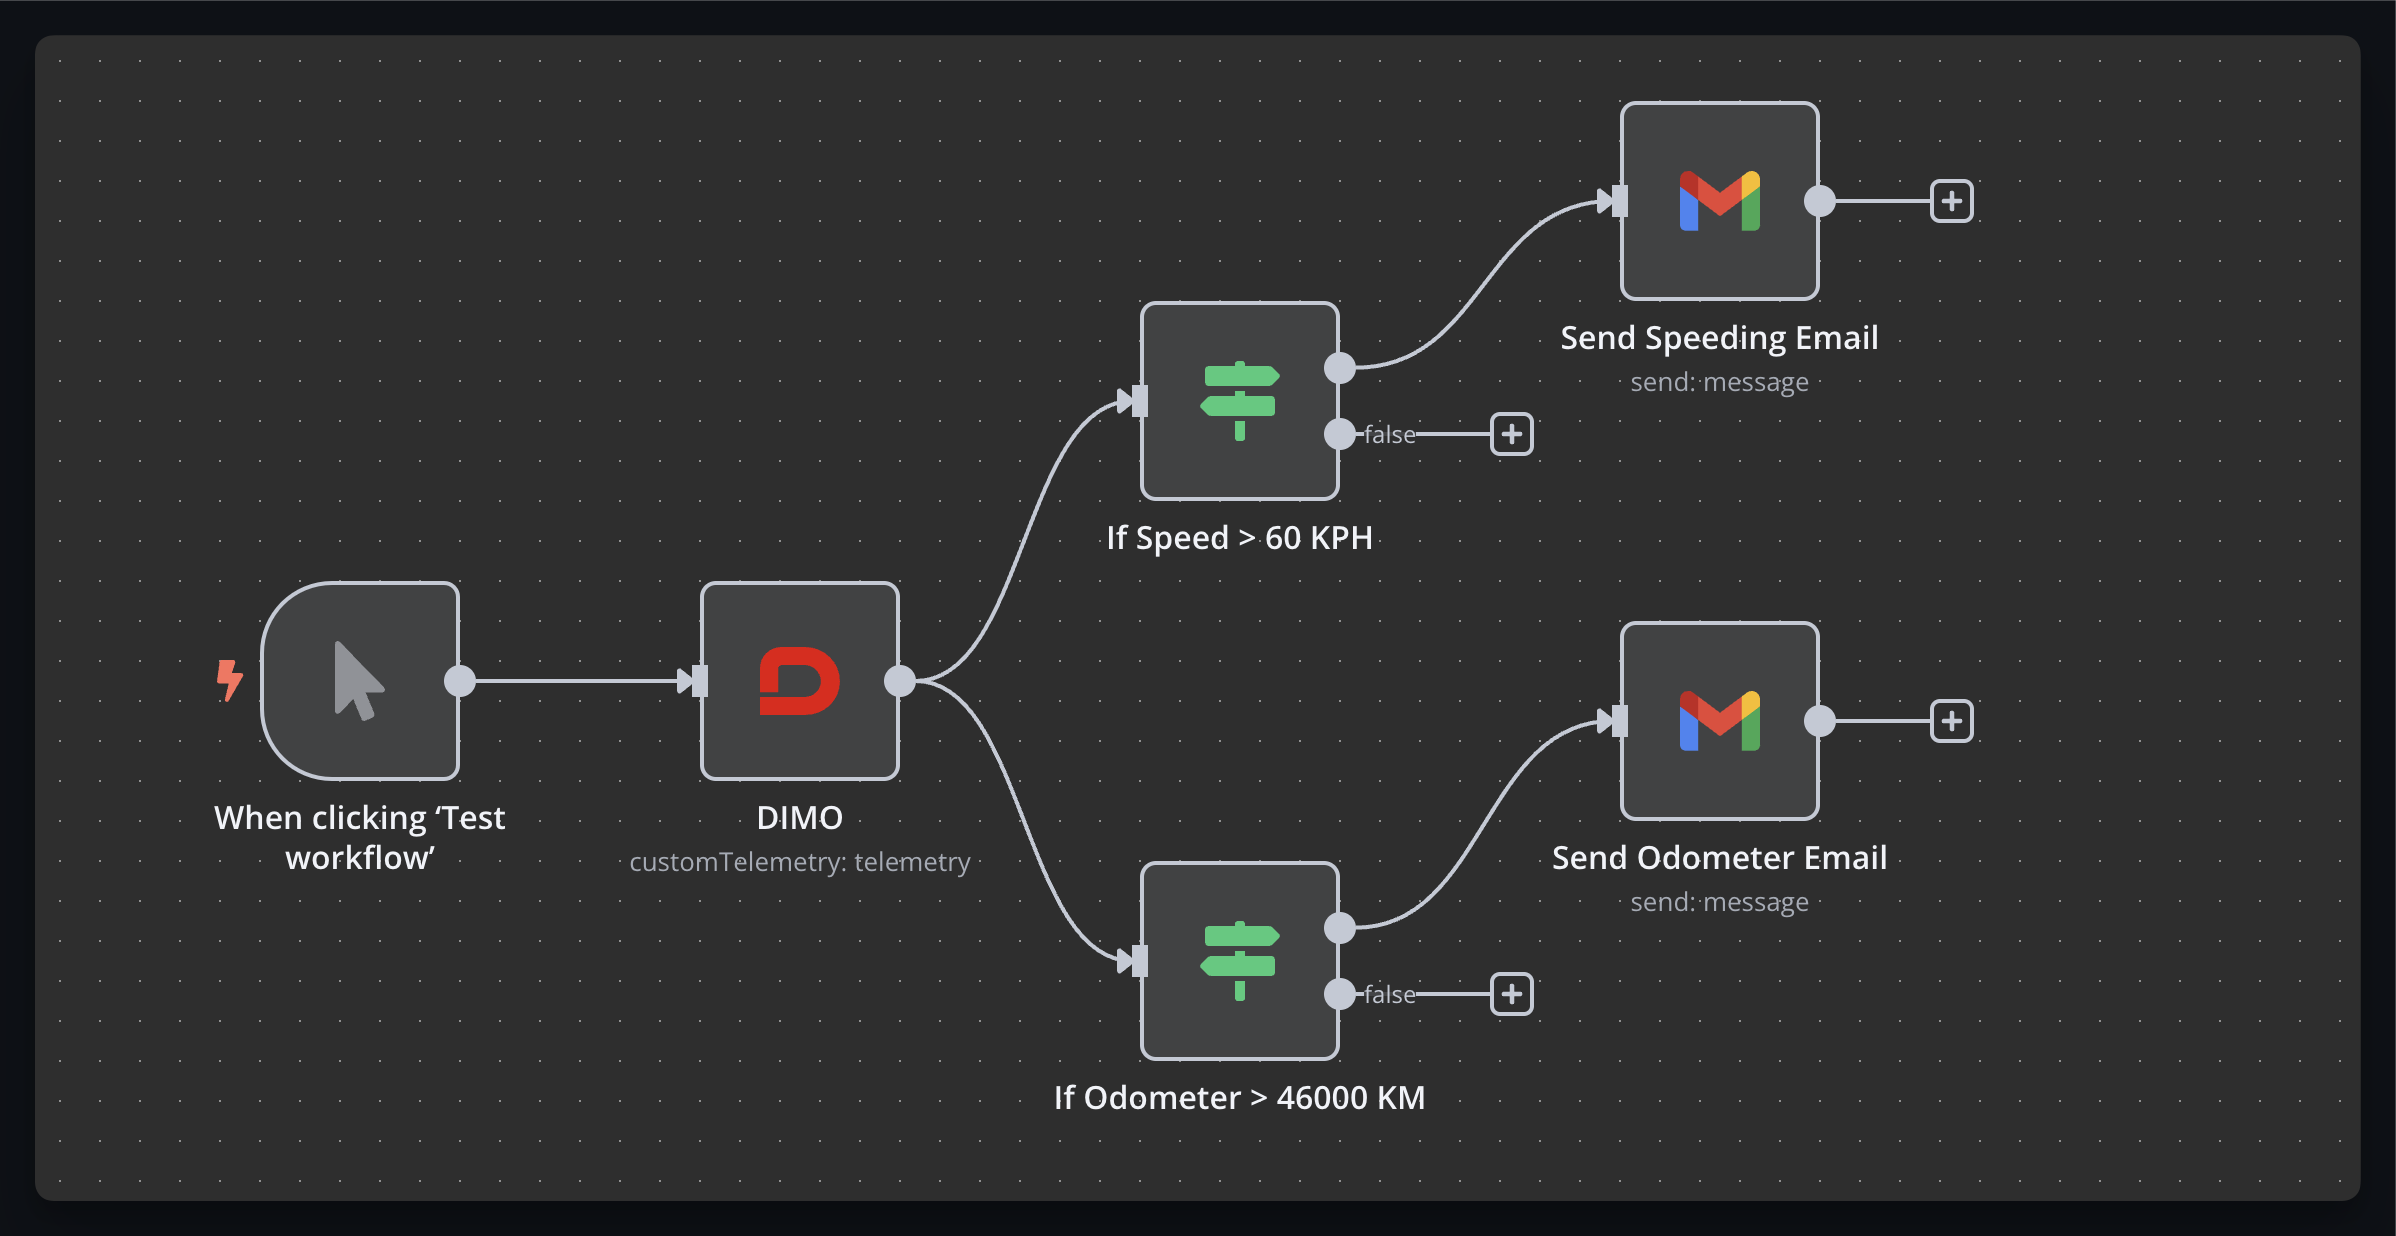 Send Speeding Email
send: message
false
If Speed > 60 KPH
When clicking ‘Test
workflow’
DIMO
customTelemetry: telemetry
Send Odometer Email
send: message
false
If Odometer > 46000 KM